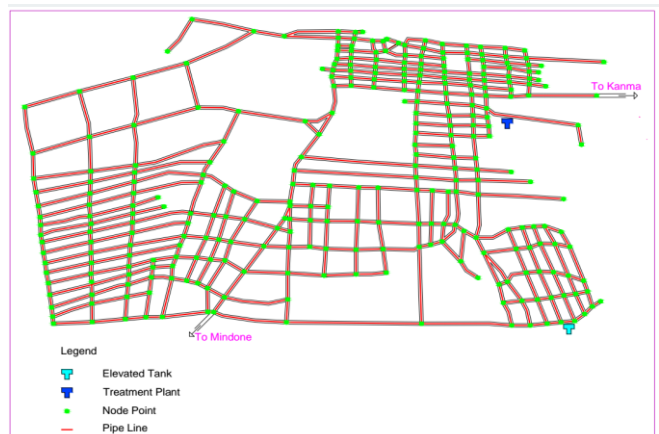 To Kanma
To Mindone
Legend
Elevated Tank
Treatment Plant
Node Point
Pipe Line